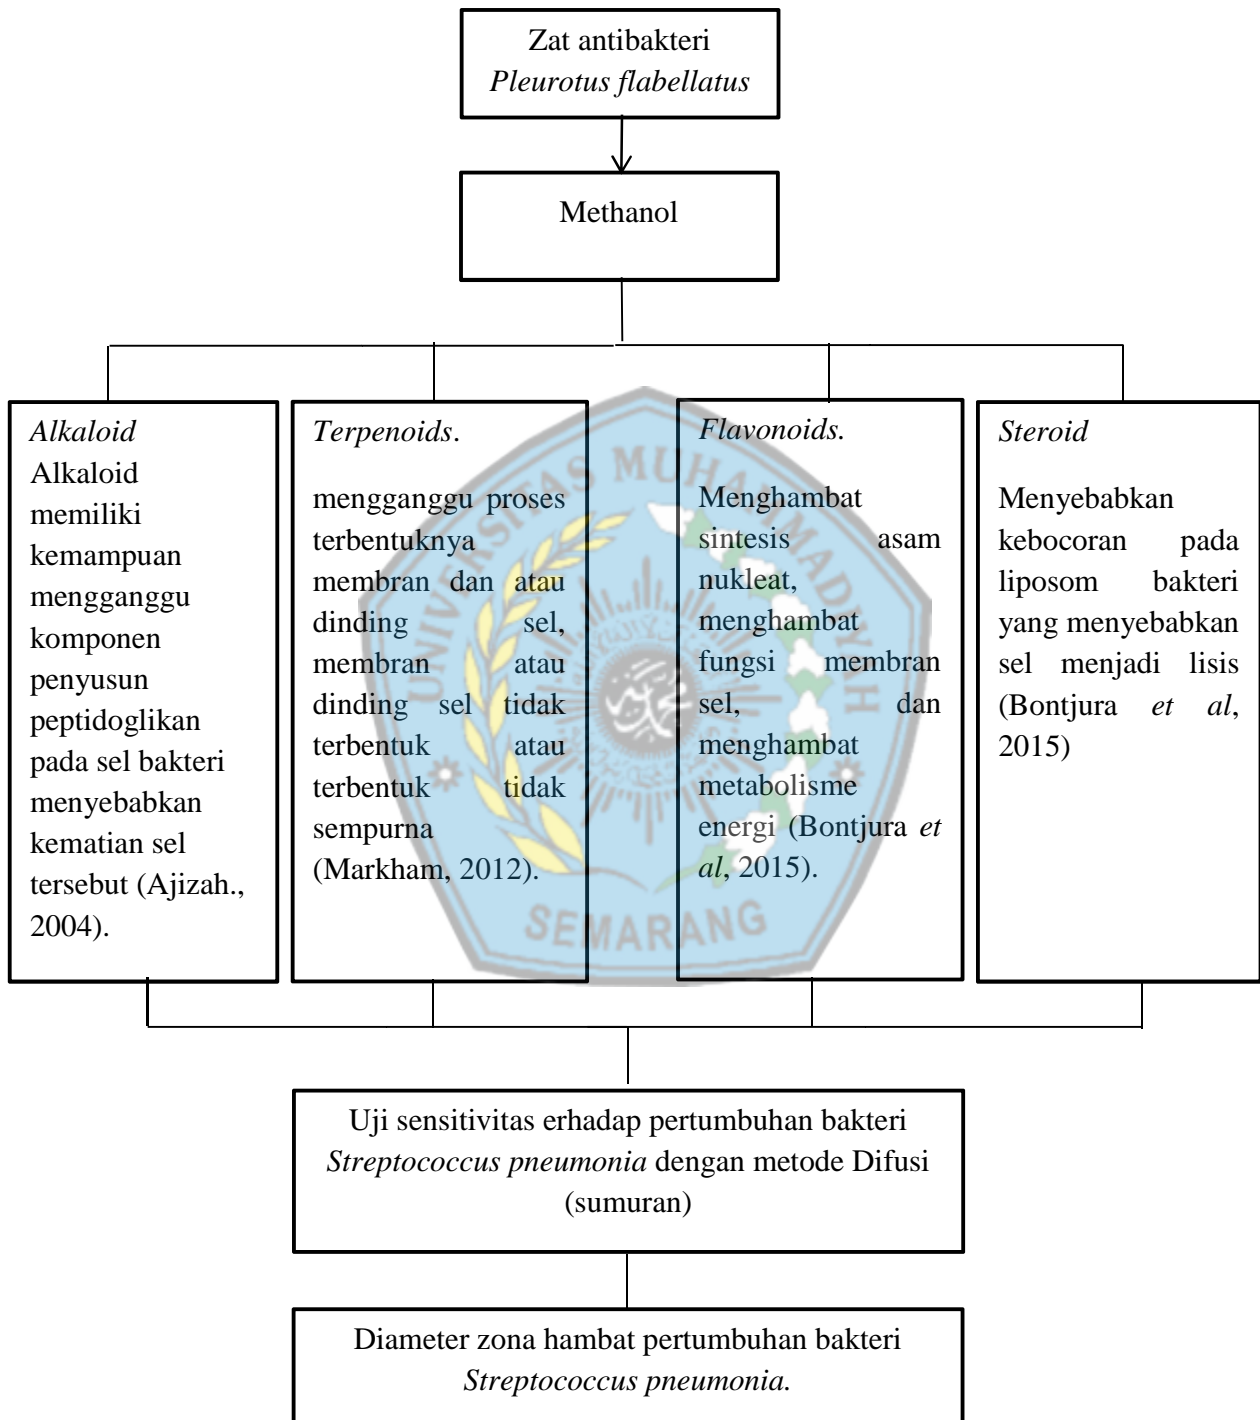 Zat antibakteri
Pleurotus flabellatus
Methanol
Alkaloid
Alkaloid
memiliki
kemampuan
mengganggu
komponen
penyusun
peptidoglikan
pada sel bakteri
menyebabkan
kematian sel
tersebut (Ajizah.,
2004).
Terpenoids.
mengganggu proses
terbentuknya
membran dan atau
dinding sel,
membran atau
dinding sel tidak
terbentuk atau
terbentuk tidak
sempurna
(Markham, 2012).
Flavonoids.
Menghambat
sintesis asam
nukleat,
menghambat
fungsi membran
sel, dan
menghambat
metabolisme
energi (Bontjura et
al, 2015).
Steroid
Menyebabkan
kebocoran pada
liposom bakteri
yang menyebabkan
sel menjadi lisis
(Bontjura et al,
2015)
UNIVERSITAS MUHAMMADIYAH
SEMARANG
Uji sensitivitas erhadap pertumbuhan bakteri
Streptococcus pneumonia dengan metode Difusi
(sumuran)
Diameter zona hambat pertumbuhan bakteri
Streptococcus pneumonia.